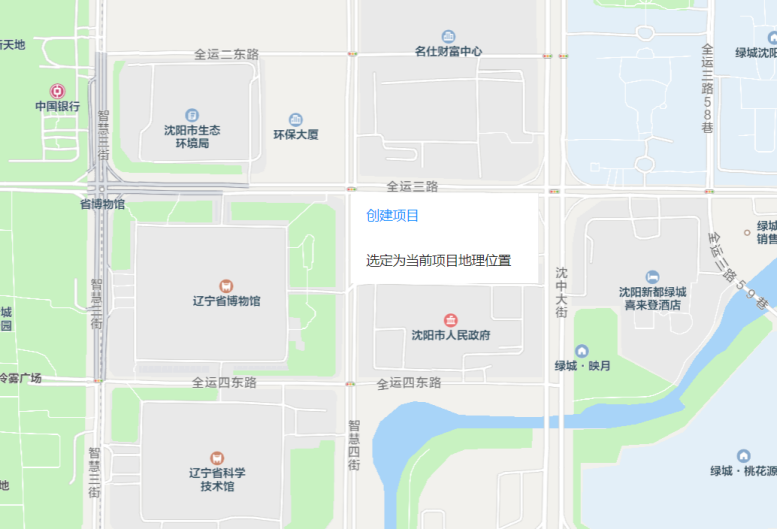 新天地
全运二东路
名仕财富中心
绿城沈阳
全运三路58巷
中国银行
智慧三街
沈阳市生态
环境局
环保大厦
全运三路
省博物馆
创建项目
选定为当前项目地理位置
绿城
销售
全运三路59巷
沈中大街
沈阳新都绿城
喜来登酒店
智慧三街
辽宁省博物馆
城
园
沈阳市人民政府
绿城·映月
冷雾广场
全运四东路
全运四东路
智慧四街
智慧三街
辽宁省科学
技术馆
绿城·桃花源
地